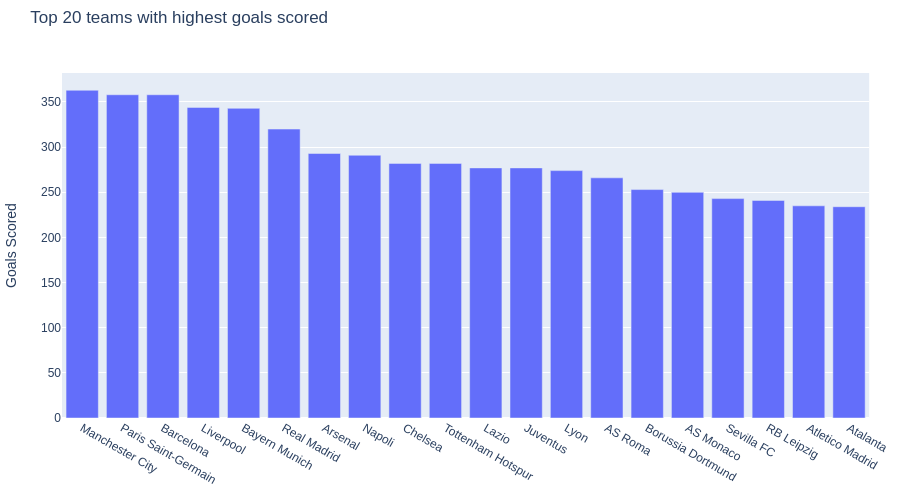 Top 20 teams with highest goals scored
Goals Scored
350
300
250
200
150
100
50
0
Manchester City
Paris Saint-Germain
Barcelona
Liverpool
Bayern Munich
Real Madrid
Arsenal
Napoli
Chelsea
Tottenham Hotspur
Lazio
Juventus
Lyon
AS Roma
Borussia Dortmund
AS Monaco
Sevilla FC
RB Leipzig
Atletico Madrid
Atalanta